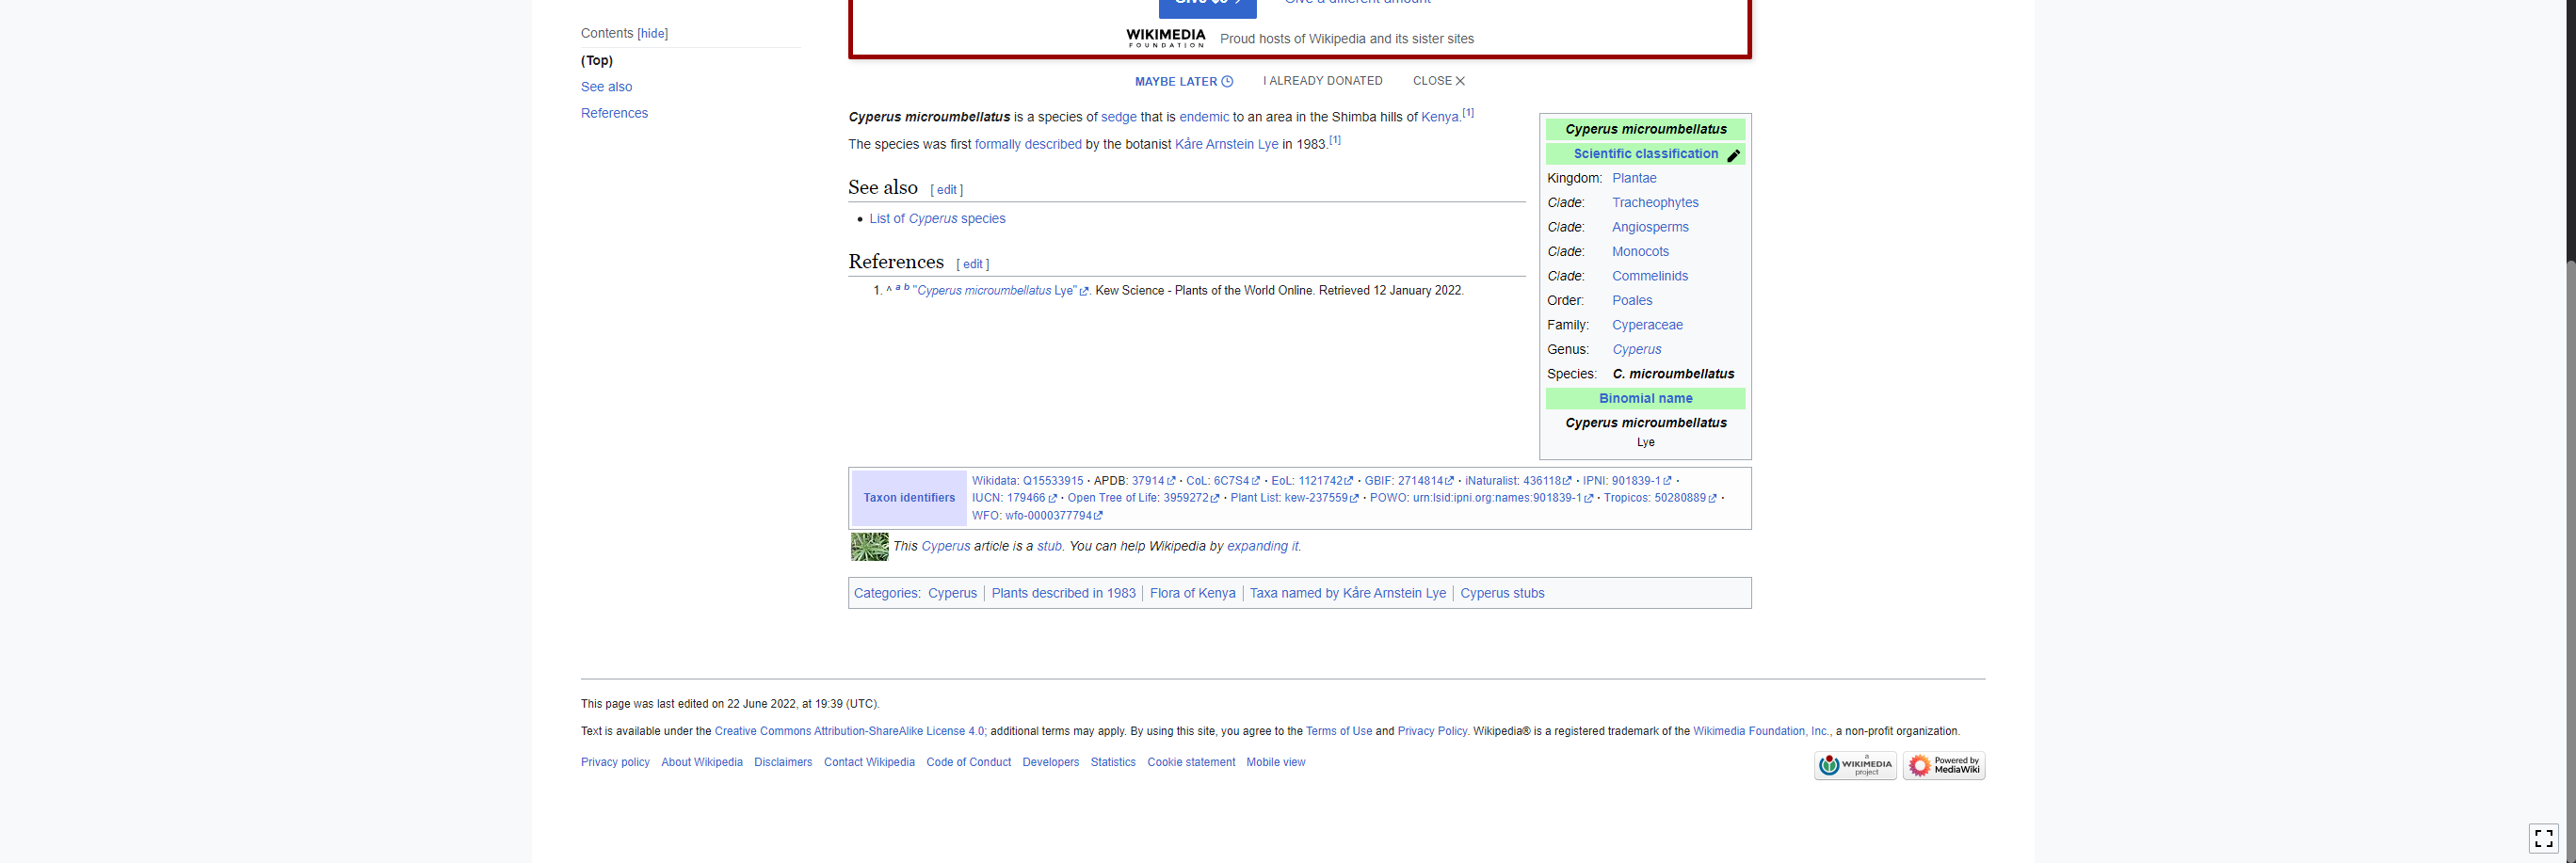 Contents [hide]
(Top)
See also
References
WIKIMEDIA
FOUNDATION
Proud hosts of Wikipedia and its sister sites
MAYBE LATER
I ALREADY DONATED
CLOSE
Cyperus microumbellatus is a species of sedge that is endemic to an area in the Shimba hills of Kenya.[1]
The species was first formally described by the botanist Kåre Arnstein Lye in 1983.[1]
See also [ edit ]
• List of Cyperus species
References [ edit ]
1. ^ a b "Cyperus microumbellatus Lye". Kew Science - Plants of the World Online. Retrieved 12 January 2022.
Cyperus microumbellatus
Scientific classification
Kingdom: Plantae
Clade: Tracheophytes
Clade: Angiosperms
Clade: Monocots
Clade: Commelinids
Order: Poales
Family: Cyperaceae
Genus: Cyperus
Species: C. microumbellatus
Binomial name
Cyperus microumbellatus
Lye
Taxon identifiers
Wikidata: Q15533915 · APDB: 37914 · CoL: 6C7S4 · EoL: 1121742 · GBIF: 2714814 · iNaturalist: 436118 · IPNI: 901839-1 ·
IUCN: 179466 · Open Tree of Life: 3959272 · Plant List: kew-237559 · POWO: urn:lsid:ipni.org:names:901839-1 · Tropicos: 50280889 ·
WFO: wfo-0000377794
This Cyperus article is a stub. You can help Wikipedia by expanding it.
Categories: Cyperus | Plants described in 1983 | Flora of Kenya | Taxa named by Kåre Arnstein Lye | Cyperus stubs
This page was last edited on 22 June 2022, at 19:39 (UTC).
Text is available under the Creative Commons Attribution-ShareAlike License 4.0; additional terms may apply. By using this site, you agree to the Terms of Use and Privacy Policy. Wikipedia® is a registered trademark of the Wikimedia Foundation, Inc., a non-profit organization.
Privacy policy About Wikipedia Disclaimers Contact Wikipedia Code of Conduct Developers Statistics Cookie statement Mobile view
a
WIKIMEDIA
project
Powered by
MediaWiki